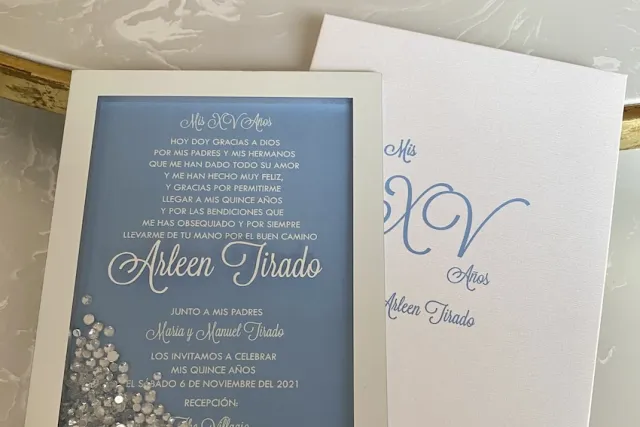 Mis XV Años
HOY DOY GRACIAS A DIOS
POR MIS PADRES Y MIS HERMANOS
QUE ME HAN DADO TODO SU AMOR
Y ME HAN HECHO MUY FELIZ,
Y GRACIAS POR PERMITIRME
LLEGAR A MIS QUINCE AÑOS
Y POR LAS BENDICIONES QUE
ME HAS OBSEQUIADO Y POR SIEMPRE
LLEVARME DE TU MANO POR EL BUEN CAMINO
Arleen Tirado
JUNTO A MIS PADRES
Maria y Manuel Tirado
LOS INVITAMOS A CELEBRAR
MIS QUINCE AÑOS
EL SÁBADO 6 DE NOVIEMBRE DEL 2021
RECEPCIÓN:
The Villagio
Mis
XV
Años
Arleen Tirado